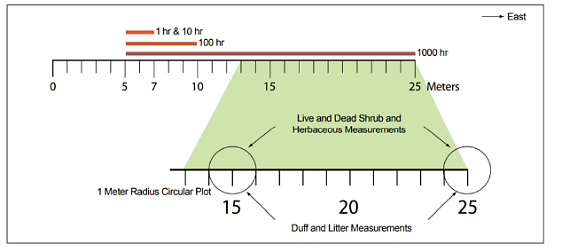 East
1 hr & 10 hr
100 hr
1000 hr
0 5 7 10 15 25 Meters
Live and Dead Shrub and
Herbaceous Measurements
1 Meter Radius Circular Plot
15 20 25
Duff and Litter Measurements